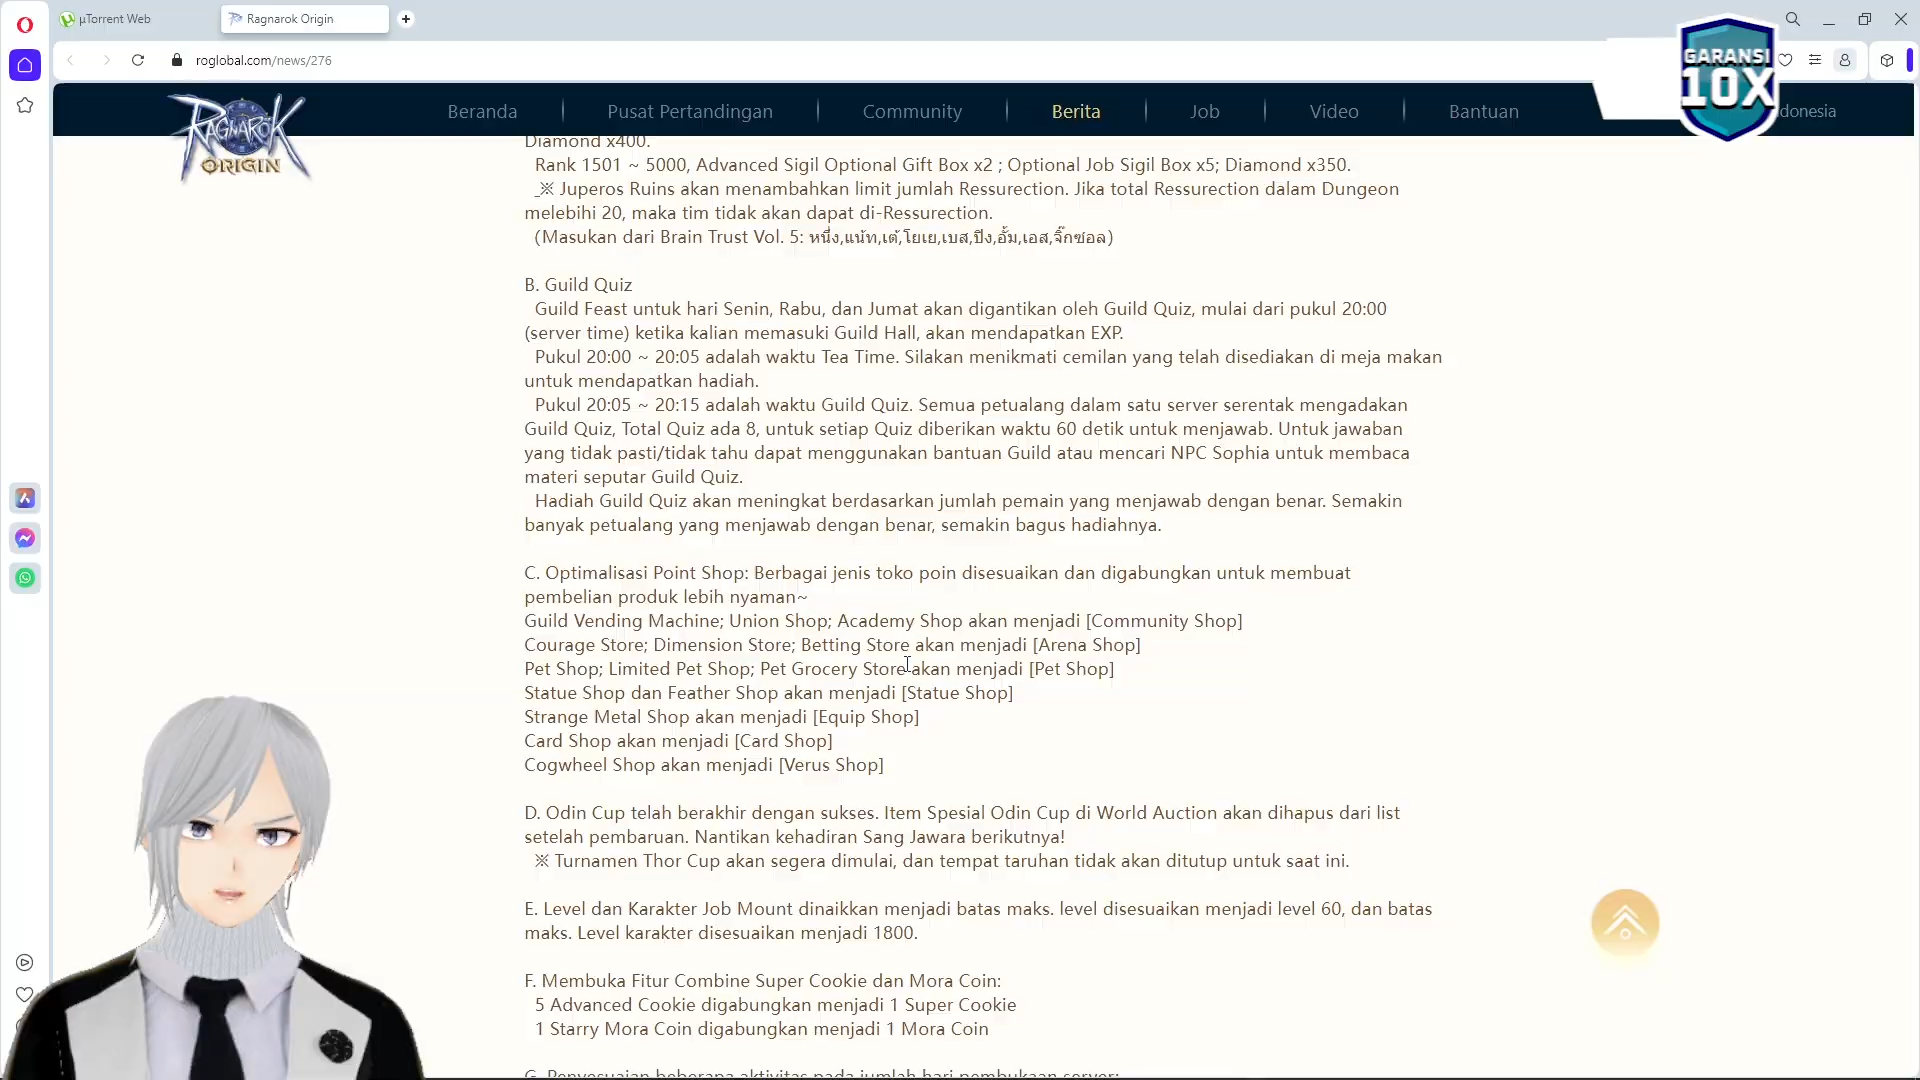 µTorrent Web
Ragnarok Origin
roglobal.com/news/276
GARANSI
10X
RAGNAROK
ORIGIN
Beranda
Pusat Pertandingan
Community
Berita
Job
Video
Bantuan
donesia
Diamond x400.
Rank 1501 ~ 5000, Advanced Sigil Optional Gift Box x2 ; Optional Job Sigil Box x5; Diamond x350.
_※ Juperos Ruins akan menambahkan limit jumlah Ressurection. Jika total Ressurection dalam Dungeon
melebihi 20, maka tim tidak akan dapat di-Ressurection.
(Masukan dari Brain Trust Vol. 5: หนึ่ง,แน้ท,เต้,โยเย,เบส,ปิง,อั้ม,เอส,จิ๊กซอล)
B. Guild Quiz
Guild Feast untuk hari Senin, Rabu, dan Jumat akan digantikan oleh Guild Quiz, mulai dari pukul 20:00
(server time) ketika kalian memasuki Guild Hall, akan mendapatkan EXP.
Pukul 20:00 ~ 20:05 adalah waktu Tea Time. Silakan menikmati cemilan yang telah disediakan di meja makan
untuk mendapatkan hadiah.
Pukul 20:05 ~ 20:15 adalah waktu Guild Quiz. Semua petualang dalam satu server serentak mengadakan
Guild Quiz, Total Quiz ada 8, untuk setiap Quiz diberikan waktu 60 detik untuk menjawab. Untuk jawaban
yang tidak pasti/tidak tahu dapat menggunakan bantuan Guild atau mencari NPC Sophia untuk membaca
materi seputar Guild Quiz.
Hadiah Guild Quiz akan meningkat berdasarkan jumlah pemain yang menjawab dengan benar. Semakin
banyak petualang yang menjawab dengan benar, semakin bagus hadiahnya.
C. Optimalisasi Point Shop: Berbagai jenis toko poin disesuaikan dan digabungkan untuk membuat
pembelian produk lebih nyaman~
Guild Vending Machine; Union Shop; Academy Shop akan menjadi [Community Shop]
Courage Store; Dimension Store; Betting Store akan menjadi [Arena Shop]
Pet Shop; Limited Pet Shop; Pet Grocery Store akan menjadi [Pet Shop]
Statue Shop dan Feather Shop akan menjadi [Statue Shop]
Strange Metal Shop akan menjadi [Equip Shop]
Card Shop akan menjadi [Card Shop]
Cogwheel Shop akan menjadi [Verus Shop]
D. Odin Cup telah berakhir dengan sukses. Item Spesial Odin Cup di World Auction akan dihapus dari list
setelah pembaruan. Nantikan kehadiran Sang Jawara berikutnya!
※ Turnamen Thor Cup akan segera dimulai, dan tempat taruhan tidak akan ditutup untuk saat ini.
E. Level dan Karakter Job Mount dinaikkan menjadi batas maks. level disesuaikan menjadi level 60, dan batas
maks. Level karakter disesuaikan menjadi 1800.
F. Membuka Fitur Combine Super Cookie dan Mora Coin:
5 Advanced Cookie digabungkan menjadi 1 Super Cookie
1 Starry Mora Coin digabungkan menjadi 1 Mora Coin
G. Penyesuaian beberapa aktivitas pada jumlah hari pembukaan server: